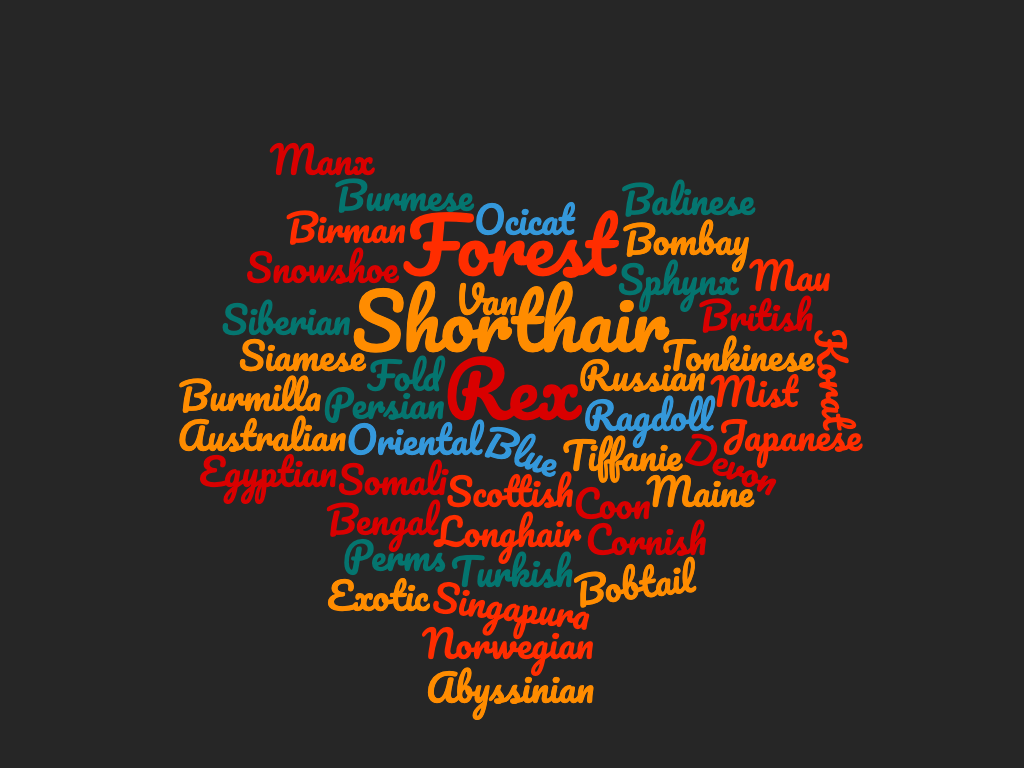 Manx
Burmese
Balinese
Ocicat
Birman
Forest
Bombay
Snowshoe
Sphynx
Mau
Van
Siberian
Shorthair
British
Siamese
Tonkinese
Korat
Fold
Rex
Russian
Mist
Burmilla
Persian
Ragdoll
Australian
Oriental
Blue
Tiffanie
Devon
Japanese
Egyptian
Somali
Scottish
Coon
Maine
Bengal
Longhair
Cornish
Perms
Turkish
Bobtail
Exotic
Singapura
Norwegian
Abyssinian